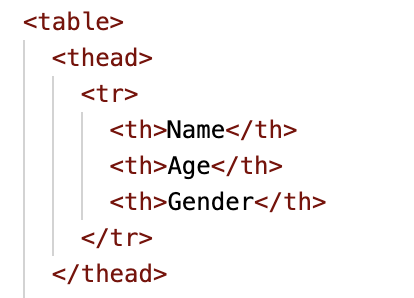 <table>
<thead>
<tr>
<th>Name</th>
<th>Age</th>
<th>Gender</th>
</tr>
</thead>